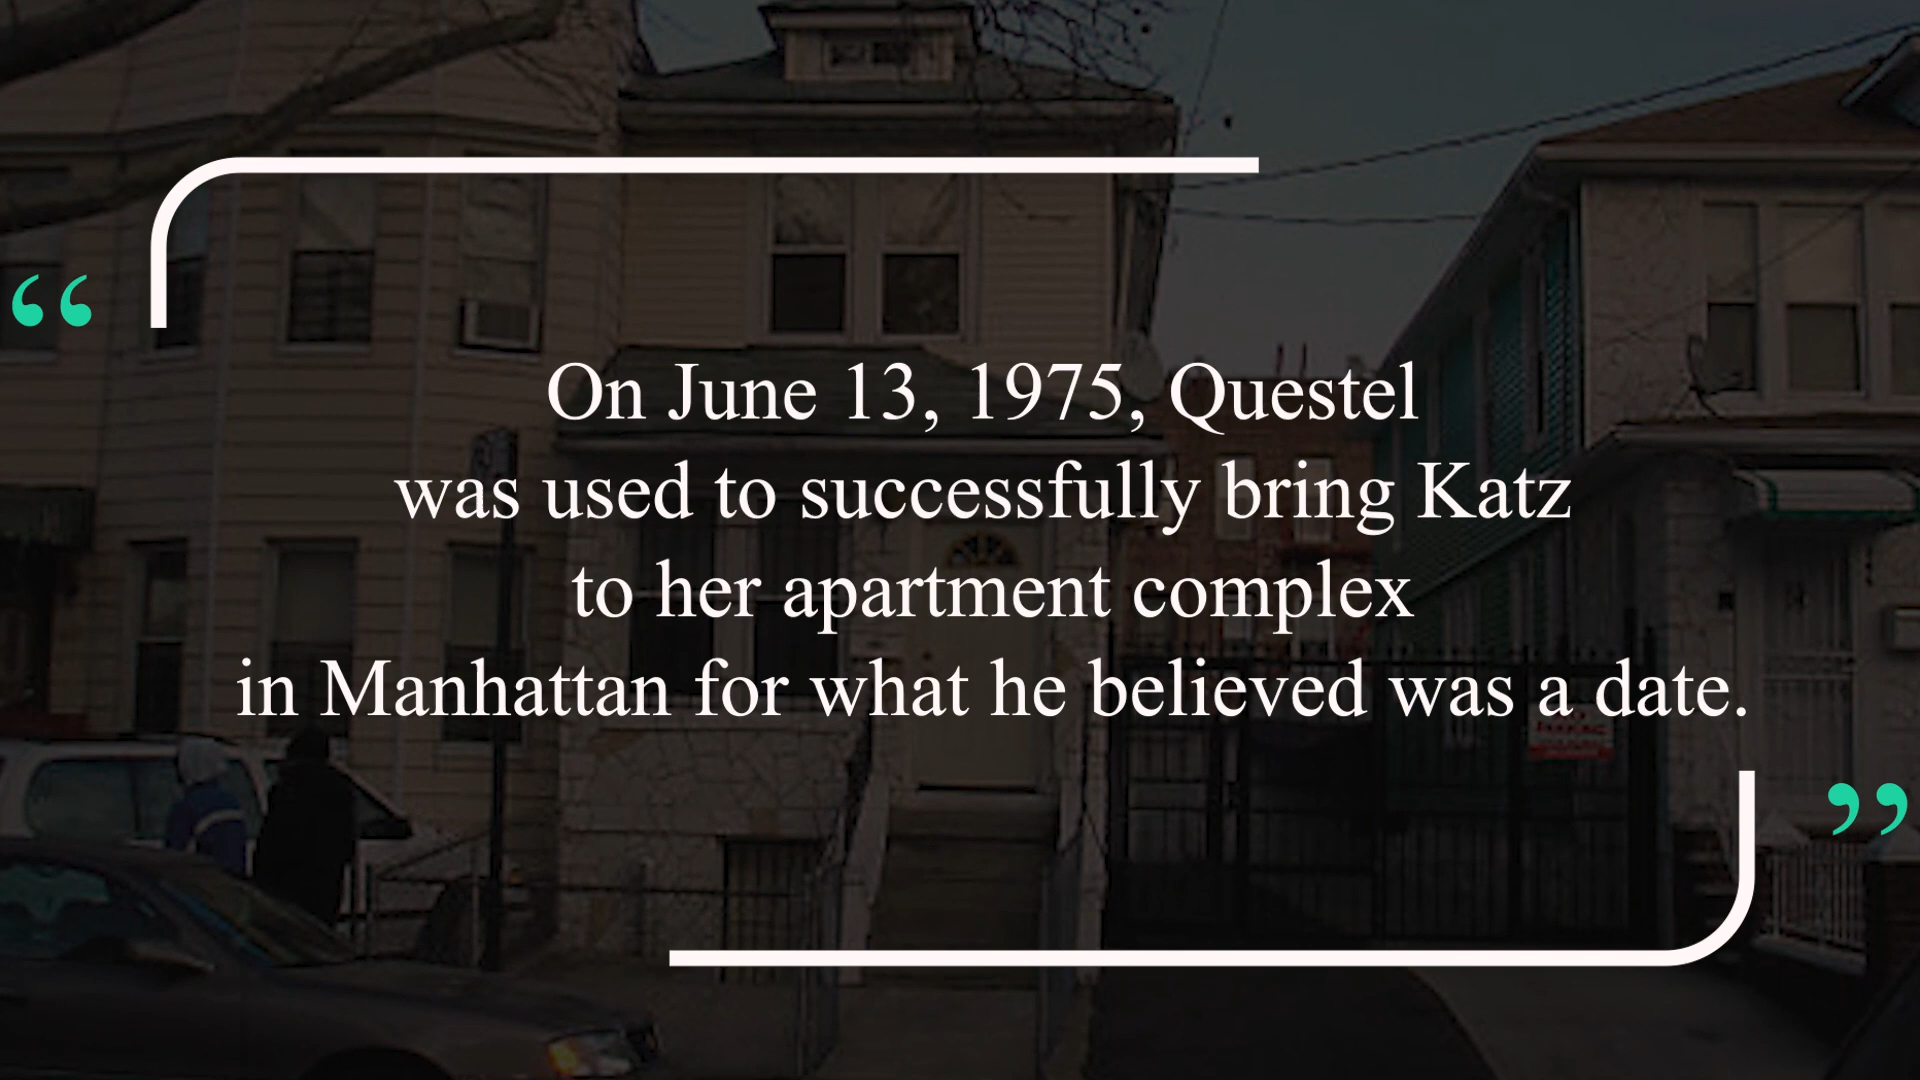 “
On June 13, 1975, Questel
was used to successfully bring Katz
to her apartment complex
in Manhattan for what he believed was a date.
”